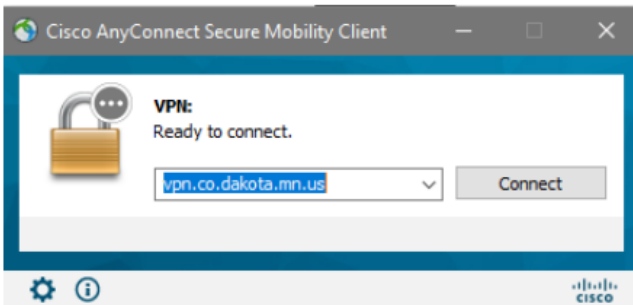 Cisco AnyConnect Secure Mobility Client
VPN:
Ready to connect.
vpn.co.dakota.mn.us
Connect
CISCO